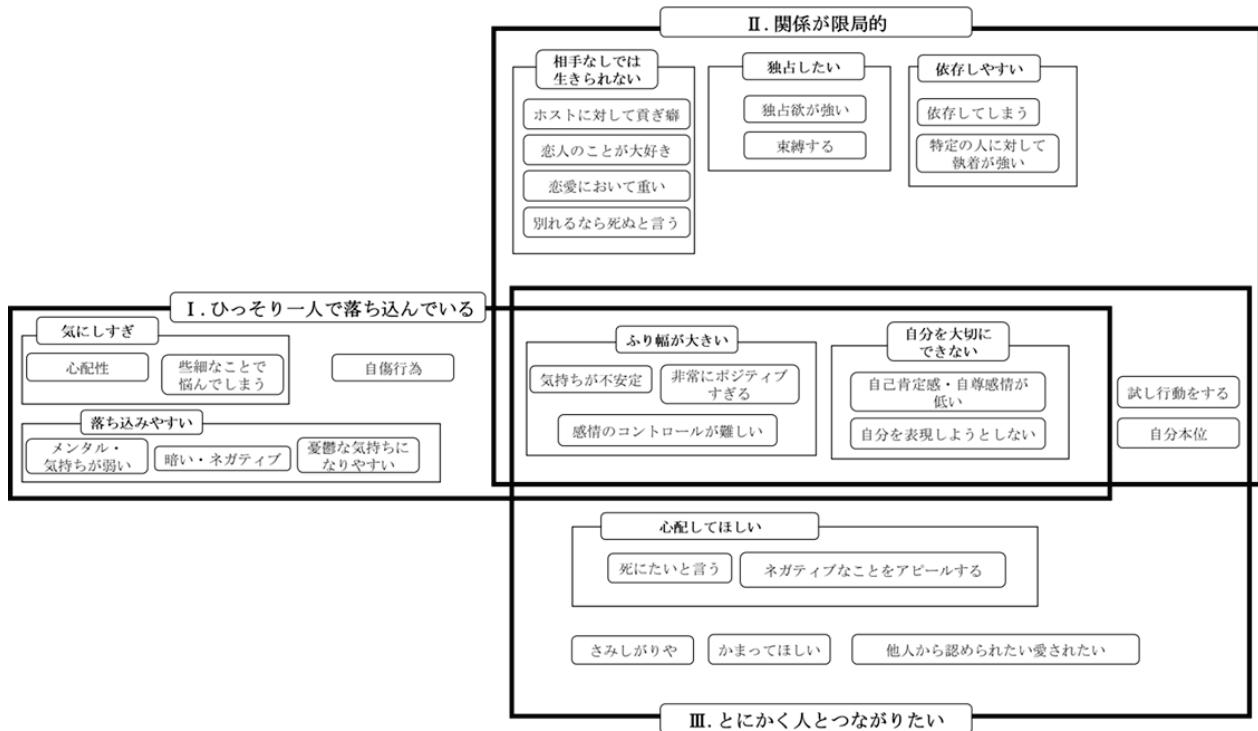 Ⅱ. 関係が限局的
相手なしでは
生きられない
ホストに対して貢ぎ癖
恋人のことが大好き
恋愛において重い
別れるなら死ぬと言う
独占したい
独占欲が強い
束縛する
依存しやすい
依存してしまう
特定の人に対して
執着が強い
Ⅰ. ひっそり一人で落ち込んでいる
気にしすぎ
心配性
些細なことで
悩んでしまう
自傷行為
落ち込みやすい
メンタル・
気持ちが弱い
暗い・ネガティブ
憂鬱な気持ちに
なりやすい
ふり幅が大きい
気持ちが不安定
非常にポジティブ
すぎる
感情のコントロールが難しい
自分を大切に
できない
自己肯定感・自尊感情が
低い
自分を表現しようとしない
試し行動をする
自分本位
心配してほしい
死にたいと言う
ネガティブなことをアピールする
さみしがりや
かまってほしい
他人から認められたい愛されたい
Ⅲ. とにかく人とつながりたい